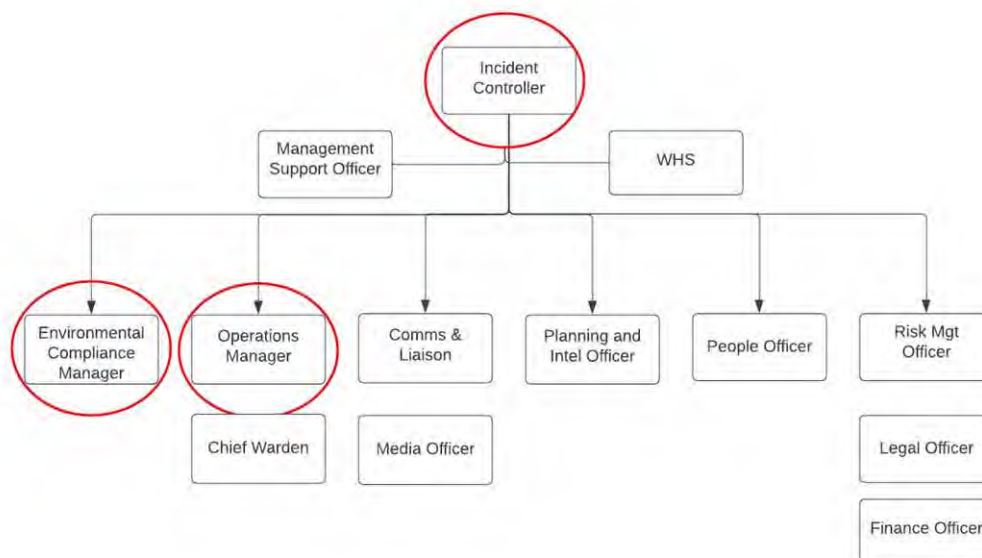 Incident
Controller
Management
Support Officer
WHS
Environmental
Compliance
Manager
Operations
Manager
Comms &
Liaison
Planning and
Intel Officer
People Officer
Risk Mgt
Officer
Chief Warden
Media Officer
Legal Officer
Finance Officer